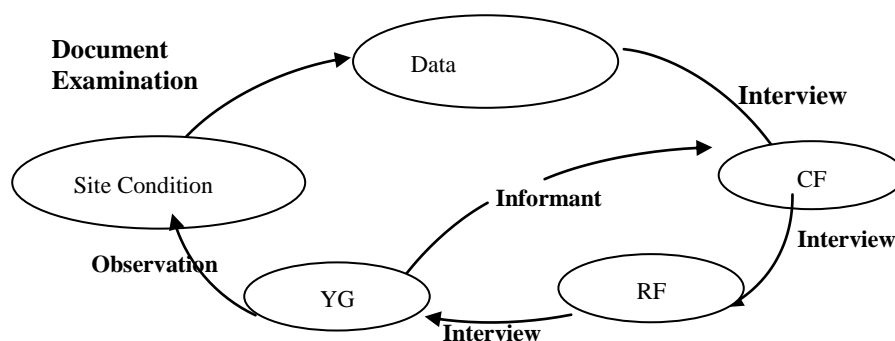 Document
Examination
Data
Interview
Site Condition
CF
Informant
Interview
Observation
YG
RF
Interview